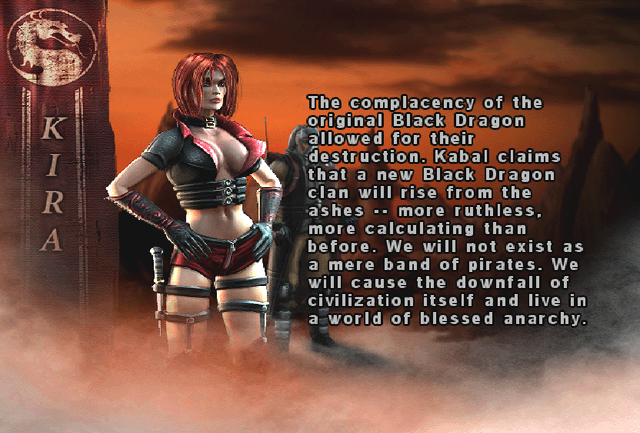 KIRA
The complacency of the
original Black Dragon
allowed for their
destruction. Kabal claims
that a new Black Dragon
clan will rise from the
ashes -- more ruthless,
more calculating than
before. We will not exist as
a mere band of pirates. We
will cause the downfall of
civilization itself and live in
a world of blessed anarchy.